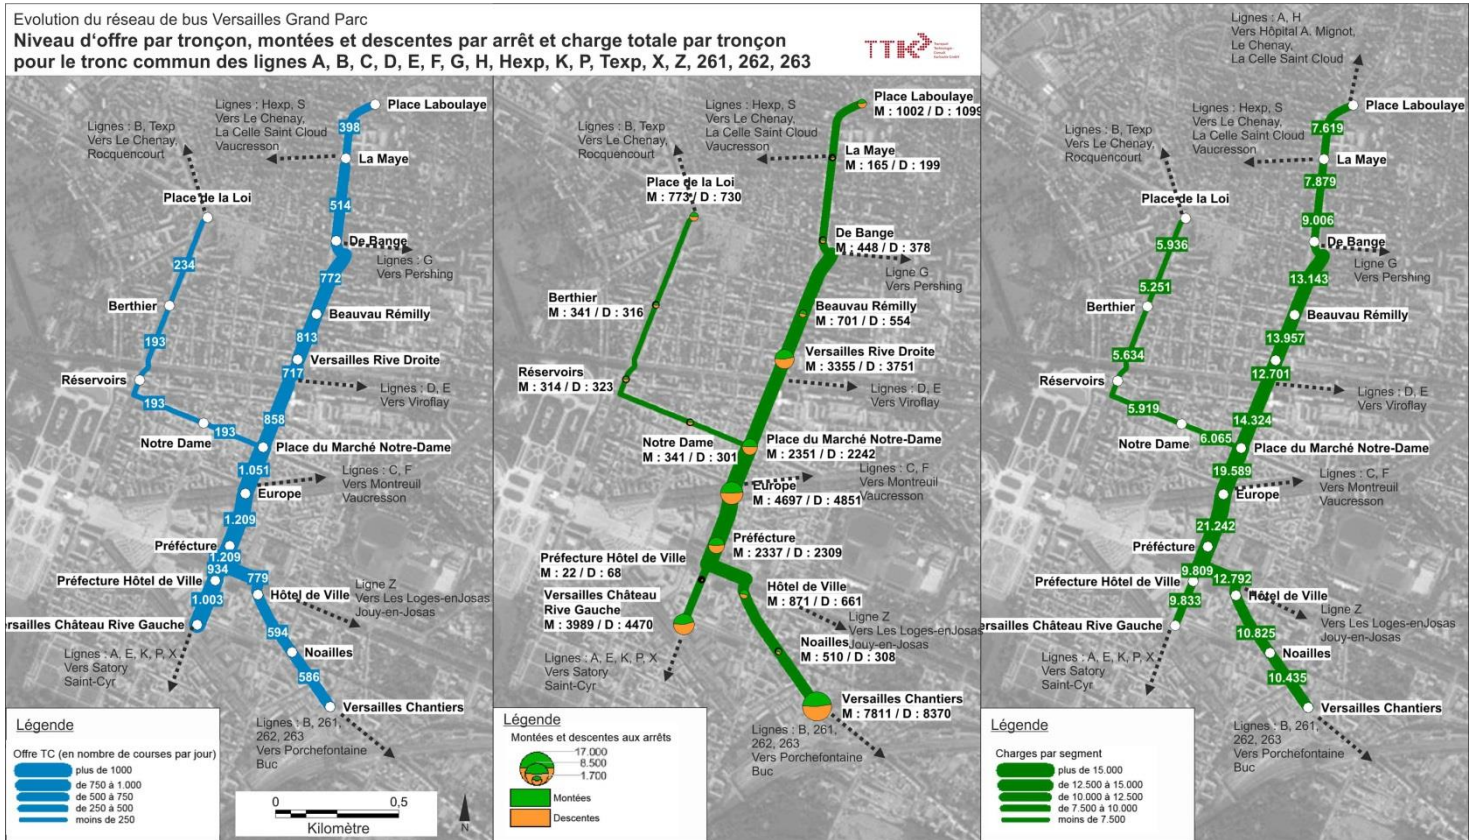 Evolution du réseau de bus Versailles Grand Parc
Niveau d'offre par tronçon, montées et descentes par arrêt et charge totale par tronçon
pour le tronc commun des lignes A, B, C, D, E, F, G, H, Hexp, K, P, Texp, X, Z, 261, 262, 263
TTK
Lignes : Hexp, S
Vers Le Chenay,
La Celle Saint Cloud
Vaucresson
Place Laboulaye
398
Lignes : B, Texp
Vers Le Chenay,
Rocquencourt
La Maye
Place de la Loi
514
De Bange
Lignes : G
Vers Pershing
234
772
Berthier
Beauvau Rémilly
193
813
Versailles Rive Droite
717
Réservoirs
Lignes : D, E
Vers Viroflay
193
858
Notre Dame
193
Place du Marché Notre-Dame
1.051
Lignes : C, F
Vers Montreuil
Vaucresson
Europe
1.209
Préfécture
1.209
934
Préfecture Hôtel de Ville
779
Ligne Z
Vers Les Loges-enJosas
Jouy-en-Josas
Hôtel de Ville
1.003
ersailles Château Rive Gauche
594
Noailles
Lignes : A, E, K, P, X
Vers Satory
Saint-Cyr
586
Versailles Chantiers
Lignes : B, 261,
262, 263
Vers Porchefontaine
Buc
Légende
Offre TC (en nombre de courses par jour)
plus de 1000
de 750 à 1.000
de 500 à 750
de 250 à 500
moins de 250
0
0,5
Kilomètre
N
Lignes : Hexp, S
Vers Le Chenay,
La Celle Saint Cloud
Vaucresson
Place Laboulaye
M : 1002 / D : 1099
Lignes : B, Texp
Vers Le Chenay,
Rocquencourt
La Maye
M : 165 / D : 199
Place de la Loi
M : 773 / D : 730
De Bange
M : 448 / D : 378
Ligne G
Vers Pershing
Berthier
M : 341 / D : 316
Beauvau Rémilly
M : 701 / D : 554
Versailles Rive Droite
M : 3355 / D : 3751
Réservoirs
M : 314 / D : 323
Lignes : D, E
Vers Viroflay
Notre Dame
M : 341 / D : 301
Place du Marché Notre-Dame
M : 2351 / D : 2242
Lignes : C, F
Vers Montreuil
Vaucresson
Europe
M : 4697 / D : 4851
Préfécture
M : 2337 / D : 2309
Préfecture Hôtel de Ville
M : 22 / D : 68
Hôtel de Ville
M : 871 / D : 661
Versailles Château
Rive Gauche
M : 3989 / D : 4470
Ligne Z
Vers Les Loges-enJosas
Jouy-en-Josas
Noailles
M : 510 / D : 308
Lignes : A, E, K, P, X
Vers Satory
Saint-Cyr
Versailles Chantiers
M : 7811 / D : 8370
Lignes : B, 261,
262, 263
Vers Porchefontaine
Buc
Légende
Montées et descentes aux arrêts
17.000
8.500
1.700
Montées
Descentes
Lignes : A, H
Vers Hôpital A. Mignot,
Le Chenay,
La Celle Saint Cloud
Lignes : Hexp, S
Vers Le Chenay,
La Celle Saint Cloud
Vaucresson
Place Laboulaye
7.619
Lignes : B, Texp
Vers Le Chenay,
Rocquencourt
La Maye
7.879
Place de la Loi
9.006
De Bange
5.936
Ligne G
Vers Pershing
13.143
5.251
Berthier
Beauvau Rémilly
13.957
5.634
12.701
Réservoirs
Lignes : D, E
Vers Viroflay
5.919
14.324
Notre Dame
6.065
Place du Marché Notre-Dame
19.589
Lignes : C, F
Vers Montreuil
Vaucresson
Europe
21.242
Préfécture
9.809
12.792
Préfecture Hôtel de Ville
9.833
Hôtel de Ville
Ligne Z
Vers Les Loges-enJosas
Jouy-en-Josas
ersailles Château Rive Gauche
10.825
Noailles
Lignes : A, E, K, P, X
Vers Satory
Saint-Cyr
10.435
Versailles Chantiers
Lignes : B, 261,
262, 263
Vers Porchefontaine
Buc
Légende
Charges par segment
plus de 15.000
de 12.500 à 15.000
de 10.000 à 12.500
de 7.500 à 10.000
moins de 7.500